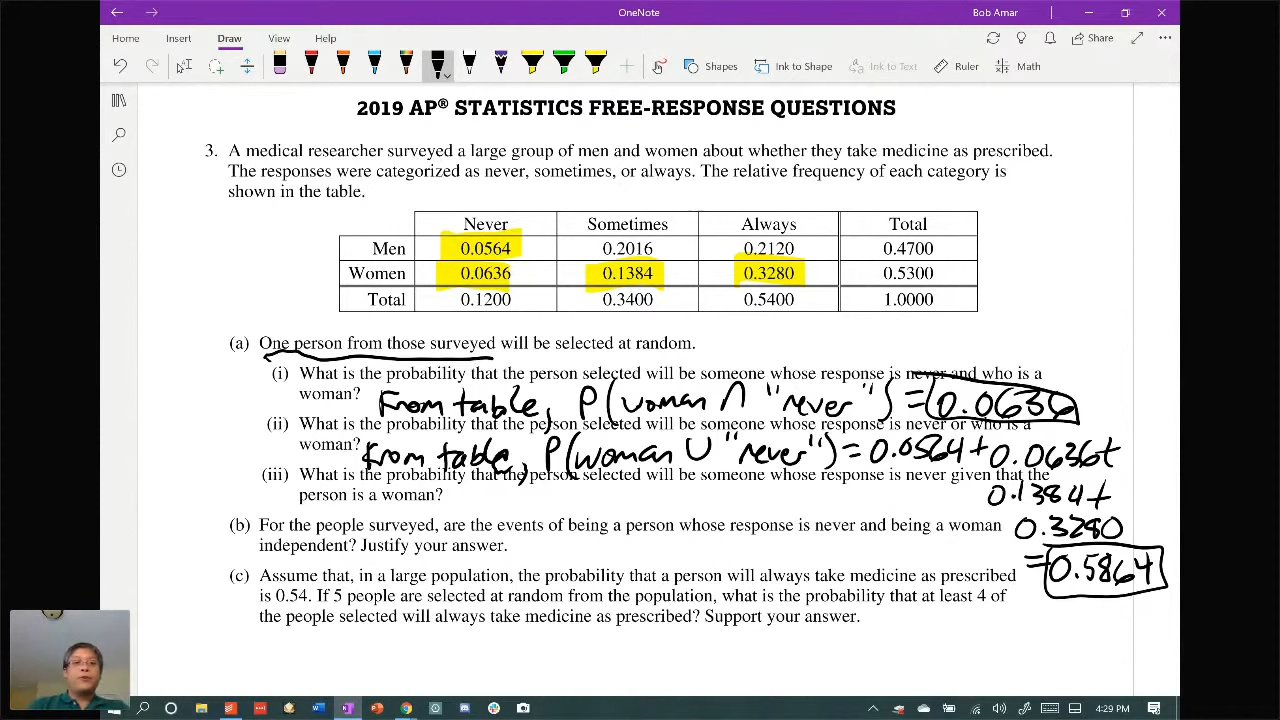 OneNote
Bob Amar
Home Insert Draw View Help
Share
Shapes Ink to Shape Ink to Text Ruler Math
2019 AP® STATISTICS FREE-RESPONSE QUESTIONS
3. A medical researcher surveyed a large group of men and women about whether they take medicine as prescribed.
The responses were categorized as never, sometimes, or always. The relative frequency of each category is
shown in the table.
Never Sometimes Always Total
Men 0.0564 0.2016 0.2120 0.4700
Women 0.0636 0.1384 0.3280 0.5300
Total 0.1200 0.3400 0.5400 1.0000
(a) One person from those surveyed will be selected at random.
(i) What is the probability that the person selected will be someone whose response is never and who is a
woman?
From table, P(woman ∩ "never") = 0.0636
(ii) What is the probability that the person selected will be someone whose response is never or who is a
woman?
From table, P(woman ∪ "never") = 0.0564 + 0.0636 +
(iii) What is the probability that the person selected will be someone whose response is never given that the
person is a woman?
0.1384 +
0.3280
= 0.5864
(b) For the people surveyed, are the events of being a person whose response is never and being a woman
independent? Justify your answer.
(c) Assume that, in a large population, the probability that a person will always take medicine as prescribed
is 0.54. If 5 people are selected at random from the population, what is the probability that at least 4 of
the people selected will always take medicine as prescribed? Support your answer.
4:29 PM